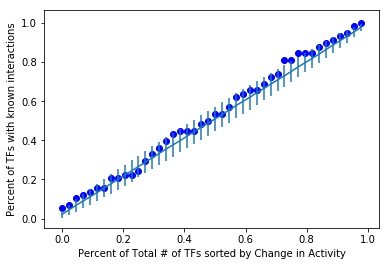 Percent of TFs with known interactions
1.0
0.8
0.6
0.4
0.2
0.0
0.0 0.2 0.4 0.6 0.8 1.0
Percent of Total # of TFs sorted by Change in Activity